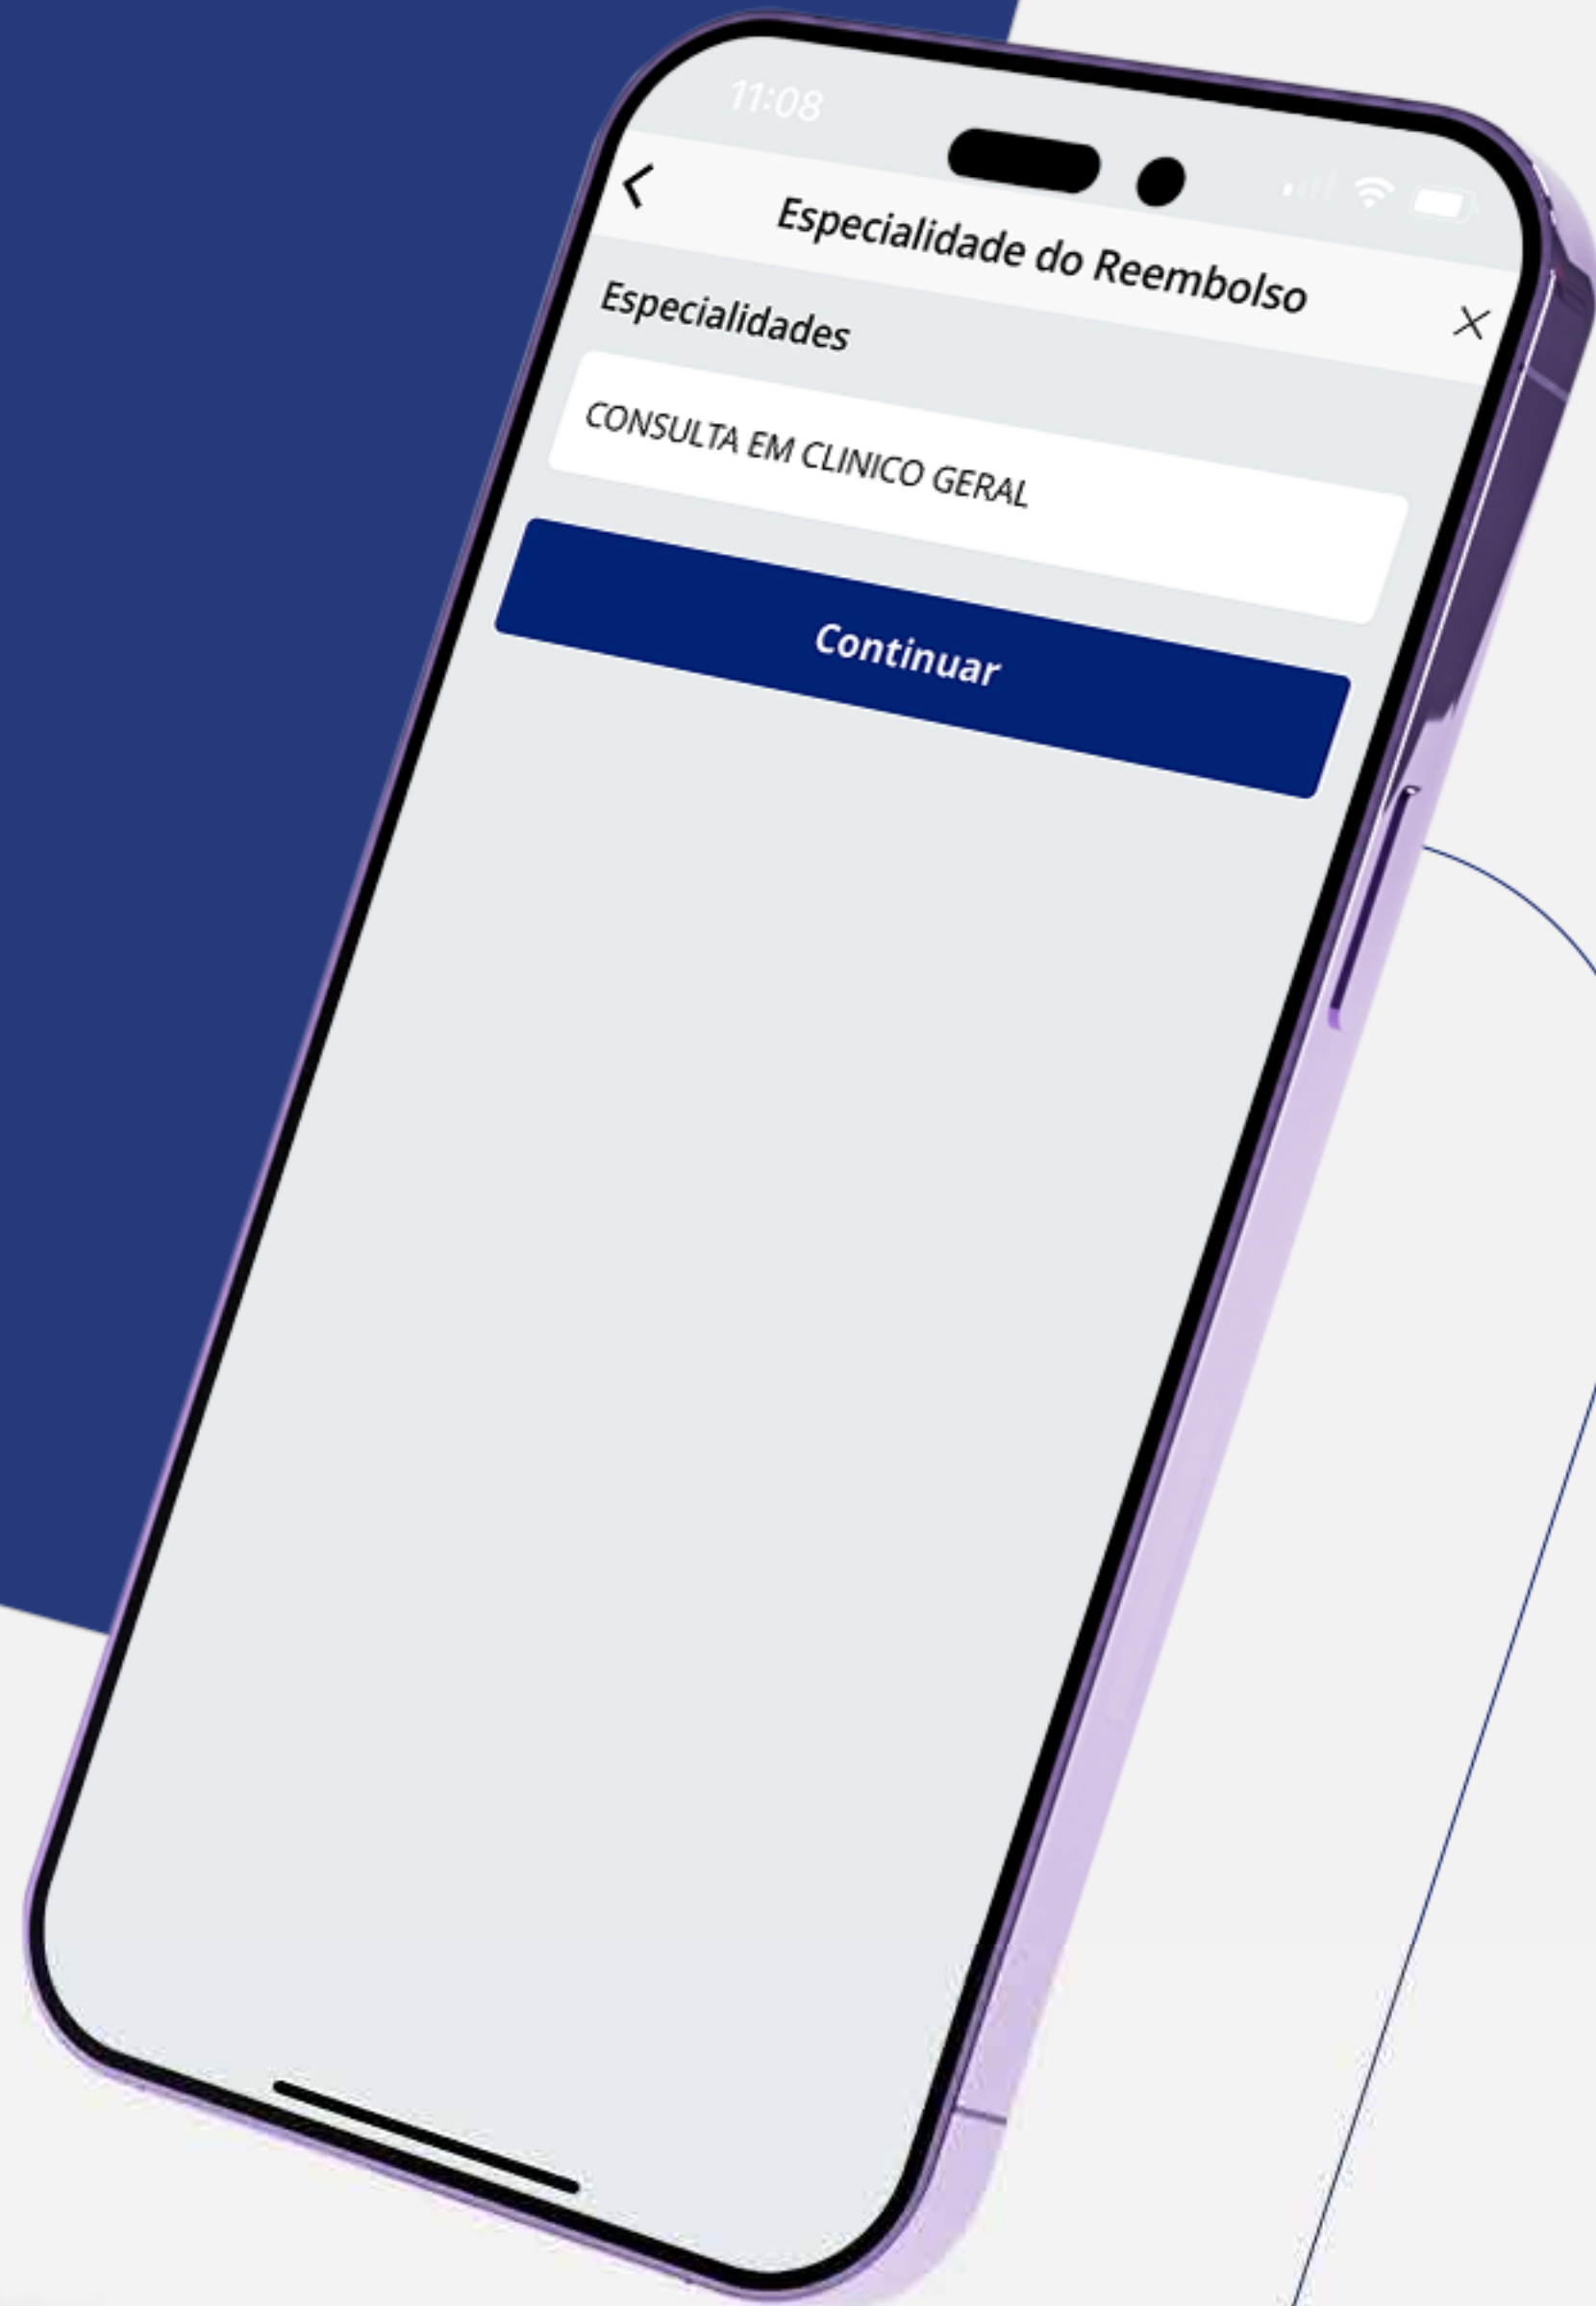 11:08
Especialidade do Reembolso
Especialidades
CONSULTA EM CLINICO GERAL
Continuar